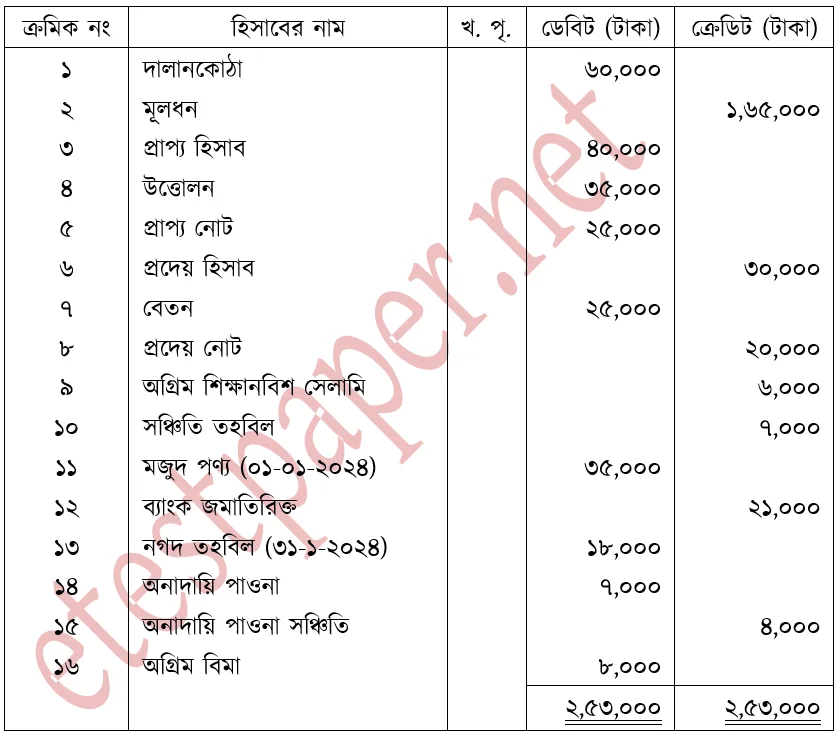 ক্রমিক নং হিসাবের নাম খ. পৃ. ডেবিট (টাকা) ক্রেডিট (টাকা)
১ দালানকোঠা ৬০,০০০
২ মূলধন ১,৬৫,০০০
৩ প্রাপ্য হিসাব ৪০,০০০
৪ উত্তোলন ৩৫,০০০
৫ প্রাপ্য নোট ২৫,০০০
৬ প্রদেয় হিসাব ৩০,০০০
৭ বেতন ২৫,০০০
৮ প্রদেয় নোট ২০,০০০
৯ অগ্রিম শিক্ষানবিশ সেলামি ৬,০০০
১০ সঞ্চিতি তহবিল ৭,০০০
১১ মজুদ পণ্য (০১-০১-২০২৪) ৩৫,০০০
১২ ব্যাংক জমাতিরিক্ত ২১,০০০
১৩ নগদ তহবিল (৩১-১-২০২৪) ১৮,০০০
১৪ অনাদায়ি পাওনা ৭,০০০
১৫ অনাদায়ি পাওনা সঞ্চিতি ৪,০০০
১৬ অগ্রিম বিমা ৮,০০০
২,৫৩,০০০ ২,৫৩,০০০
etestpaper.net